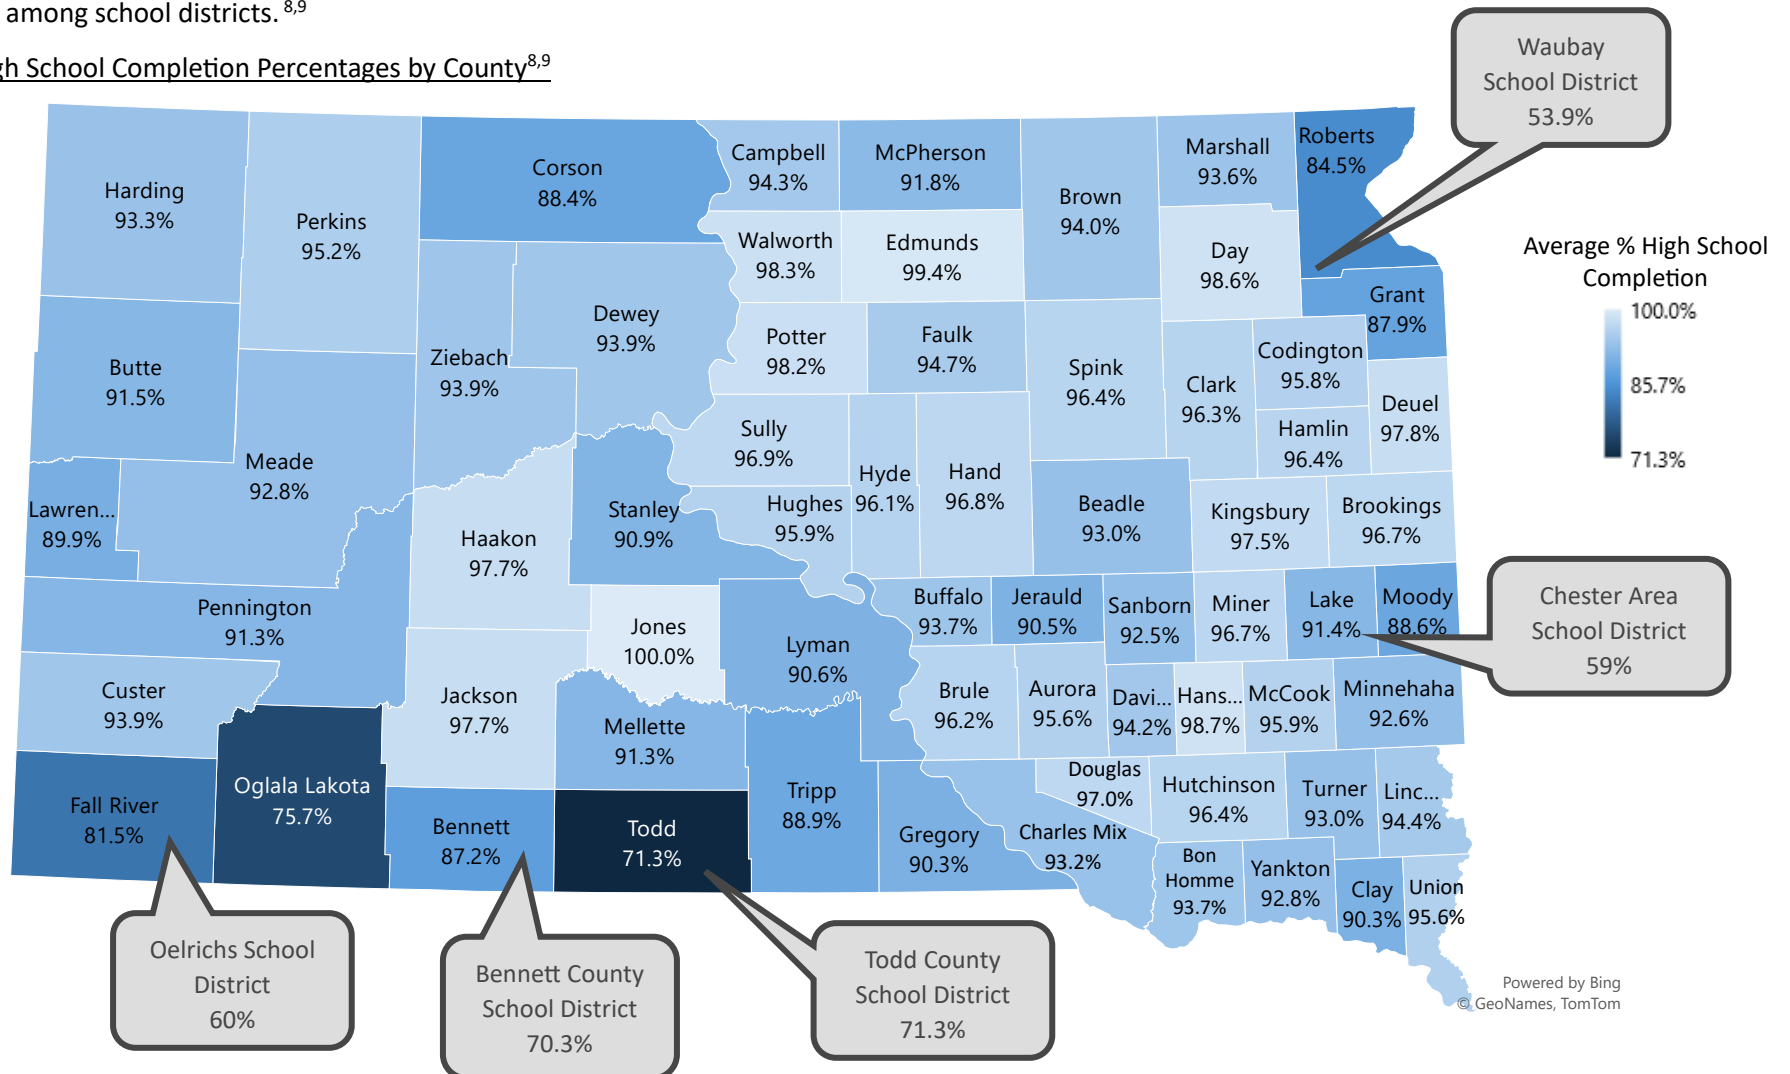 among school districts. 8,9
gh School Completion Percentages by County8,9
Waubay
School District
53.9%
Harding
93.3%
Perkins
95.2%
Corson
88.4%
Campbell
94.3%
McPherson
91.8%
Brown
94.0%
Marshall
93.6%
Roberts
84.5%
Walworth
98.3%
Edmunds
99.4%
Day
98.6%
Average % High School
Completion
100.0%
85.7%
71.3%
Grant
87.9%
Butte
91.5%
Ziebach
93.9%
Dewey
93.9%
Potter
98.2%
Faulk
94.7%
Spink
96.4%
Clark
96.3%
Codington
95.8%
Deuel
97.8%
Hamlin
96.4%
Meade
92.8%
Sully
96.9%
Hyde
96.1%
Hand
96.8%
Lawren...
89.9%
Haakon
97.7%
Stanley
90.9%
Hughes
95.9%
Beadle
93.0%
Kingsbury
97.5%
Brookings
96.7%
Pennington
91.3%
Jones
100.0%
Lyman
90.6%
Buffalo
93.7%
Jerauld
90.5%
Sanborn
92.5%
Miner
96.7%
Lake
91.4%
Moody
88.6%
Chester Area
School District
59%
Custer
93.9%
Jackson
97.7%
Mellette
91.3%
Brule
96.2%
Aurora
95.6%
Davi...
94.2%
Hans...
98.7%
McCook
95.9%
Minnehaha
92.6%
Fall River
81.5%
Oglala Lakota
75.7%
Bennett
87.2%
Todd
71.3%
Tripp
88.9%
Gregory
90.3%
Charles Mix
93.2%
Douglas
97.0%
Hutchinson
96.4%
Turner
93.0%
Linc...
94.4%
Bon
Homme
93.7%
Yankton
92.8%
Clay
90.3%
Union
95.6%
Oelrichs School
District
60%
Bennett County
School District
70.3%
Todd County
School District
71.3%
Powered by Bing
© GeoNames, TomTom